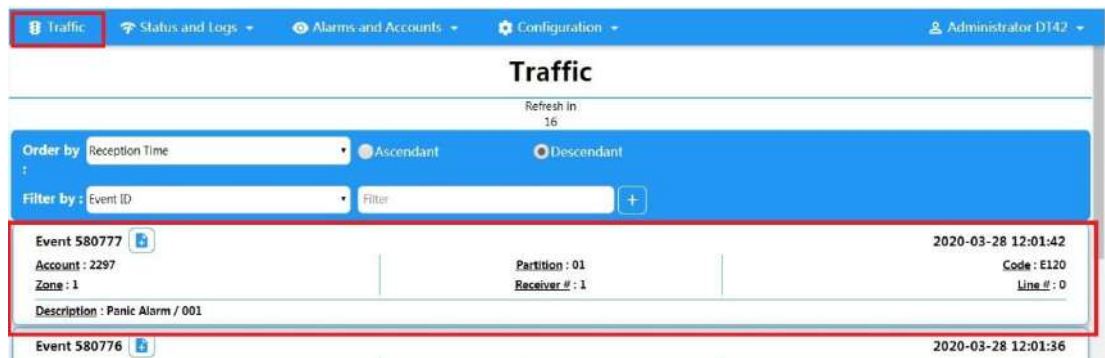 Traffic Status and Logs Alarms and Accounts Configuration Administrator DT42
Traffic
Refresh in
16
Order by : Reception Time Ascendant Descendant
Filter by : Event ID Filter +
Event 580777 2020-03-28 12:01:42
Account : 2297 Partition : 01 Code : E120
Zone : 1 Receiver # : 1 Line # : 0
Description : Panic Alarm / 001
Event 580776 2020-03-28 12:01:36